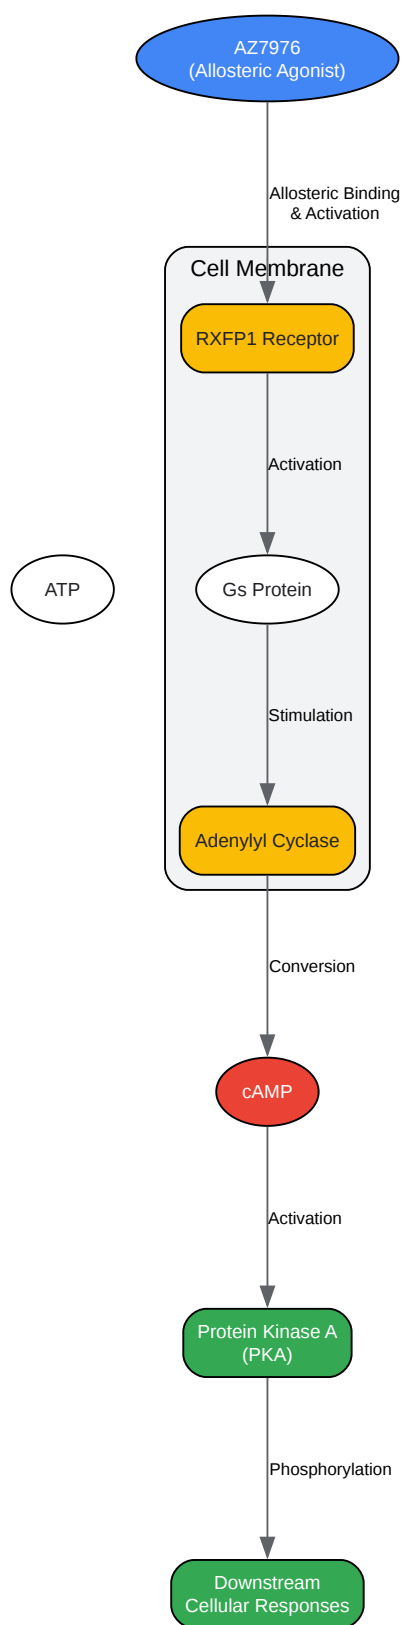 AZ7976
(Allosteric Agonist)
Allosteric Binding
& Activation
Cell Membrane
RXFP1 Receptor
Activation
ATP
Gs Protein
Stimulation
Adenylyl Cyclase
Conversion
cAMP
Activation
Protein Kinase A
(PKA)
Phosphorylation
Downstream
Cellular Responses